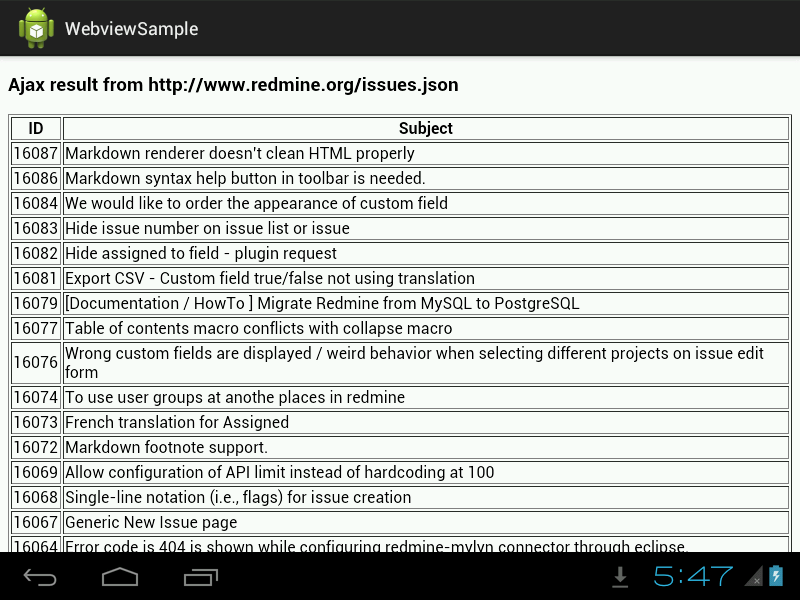 WebviewSample
Ajax result from http://www.redmine.org/issues.json
ID Subject
16087 Markdown renderer doesn't clean HTML properly
16086 Markdown syntax help button in toolbar is needed.
16084 We would like to order the appearance of custom field
16083 Hide issue number on issue list or issue
16082 Hide assigned to field - plugin request
16081 Export CSV - Custom field true/false not using translation
16079 [Documentation / HowTo ] Migrate Redmine from MySQL to PostgreSQL
16077 Table of contents macro conflicts with collapse macro
16076 Wrong custom fields are displayed / weird behavior when selecting different projects on issue edit
form
16074 To use user groups at anothe places in redmine
16073 French translation for Assigned
16072 Markdown footnote support.
16069 Allow configuration of API limit instead of hardcoding at 100
16068 Single-line notation (i.e., flags) for issue creation
16067 Generic New Issue page
16064 Error code is 404 is shown while configuring redmine-mylyn connector through eclipse.
5:47